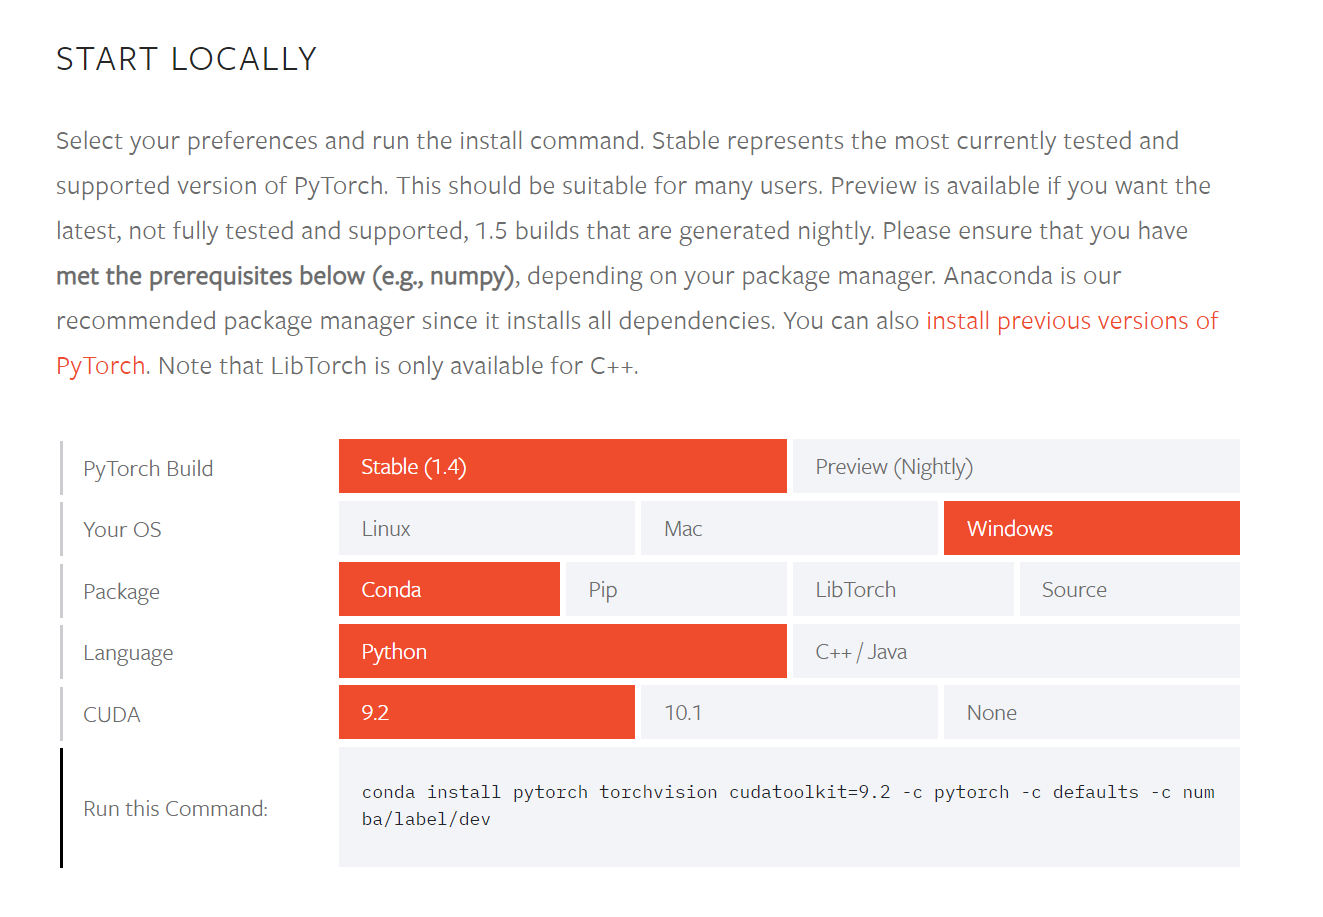 START LOCALLY
Select your preferences and run the install command. Stable represents the most currently tested and
supported version of PyTorch. This should be suitable for many users. Preview is available if you want the
latest, not fully tested and supported, 1.5 builds that are generated nightly. Please ensure that you have
met the prerequisites below (e.g., numpy), depending on your package manager. Anaconda is our
recommended package manager since it installs all dependencies. You can also install previous versions of
PyTorch. Note that LibTorch is only available for C++.
PyTorch Build Stable (1.4) Preview (Nightly)
Your OS Linux Mac Windows
Package Conda Pip LibTorch Source
Language Python C++ / Java
CUDA 9.2 10.1 None
Run this Command: conda install pytorch torchvision cudatoolkit=9.2 -c pytorch -c defaults -c num
ba/label/dev